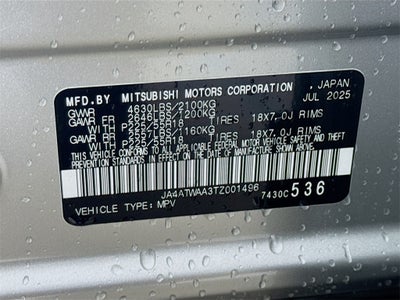 MFD.BY MITSUBISHI MOTORS CORPORATION , JAPAN
GVWR 4630LBS/2100KG JUL 2025
GAWR FR 2646LBS/1200KG
WITH P225/55R18 TIRES 18X7.0J RIMS
GAWR RR 2557LBS/1160KG
WITH P225/55R18 TIRES 18X7.0J RIMS
THIS VEHICLE CONFORMS TO ALL APPLICABLE
FEDERAL MOTOR VEHICLE SAFETY, BUMPER, AND THEFT
PREVENTION STANDARDS IN EFFECT ON THE DATE OF MANUFACTURE SHOWN ABOVE.
JA4ATWAA3TZ001496
7430C 536
VEHICLE TYPE: MPV